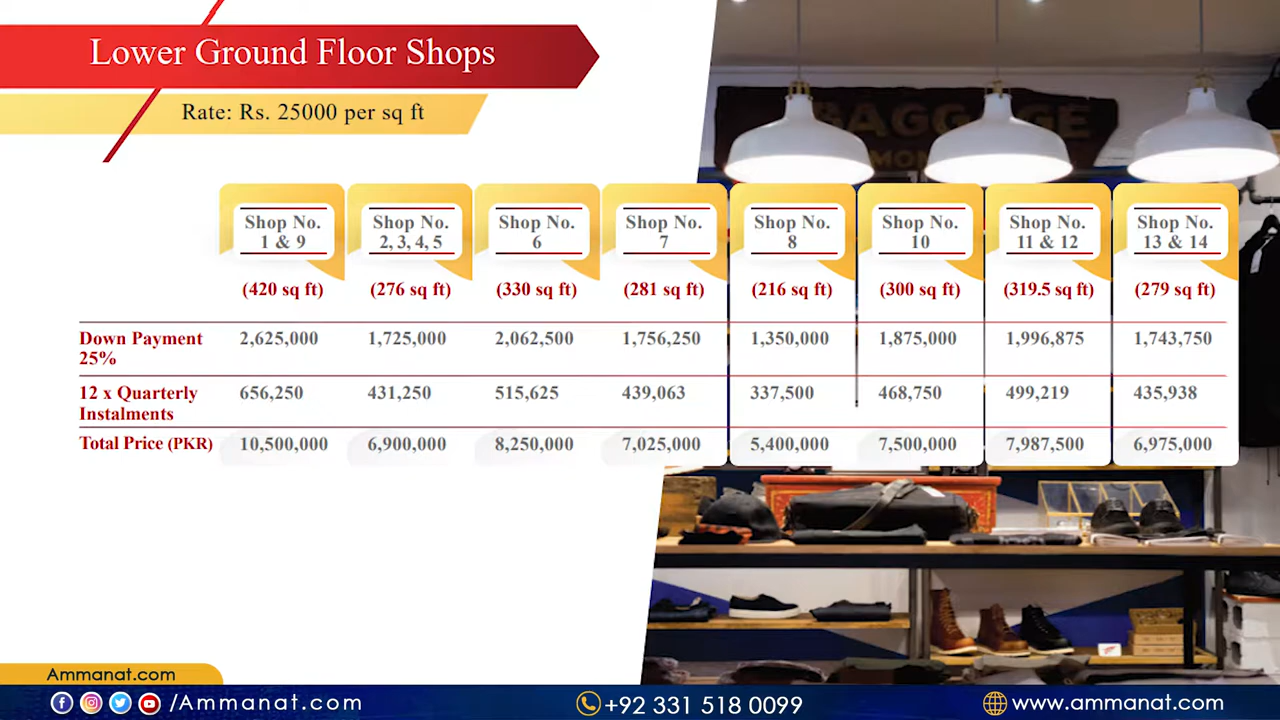 Lower Ground Floor Shops
Rate: Rs. 25000 per sq ft
BAGGAGE
Shop No. 1 & 9
Shop No. 2, 3, 4, 5
Shop No. 6
Shop No. 7
Shop No. 8
Shop No. 10
Shop No. 11 & 12
Shop No. 13 & 14
(420 sq ft) (276 sq ft) (330 sq ft) (281 sq ft) (216 sq ft) (300 sq ft) (319.5 sq ft) (279 sq ft)
Down Payment 25% 2,625,000 1,725,000 2,062,500 1,756,250 1,350,000 1,875,000 1,996,875 1,743,750
12 x Quarterly Instalments 656,250 431,250 515,625 439,063 337,500 468,750 499,219 435,938
Total Price (PKR) 10,500,000 6,900,000 8,250,000 7,025,000 5,400,000 7,500,000 7,987,500 6,975,000
Ammanat.com
/Ammanat.com
+92 331 518 0099
www.ammanat.com